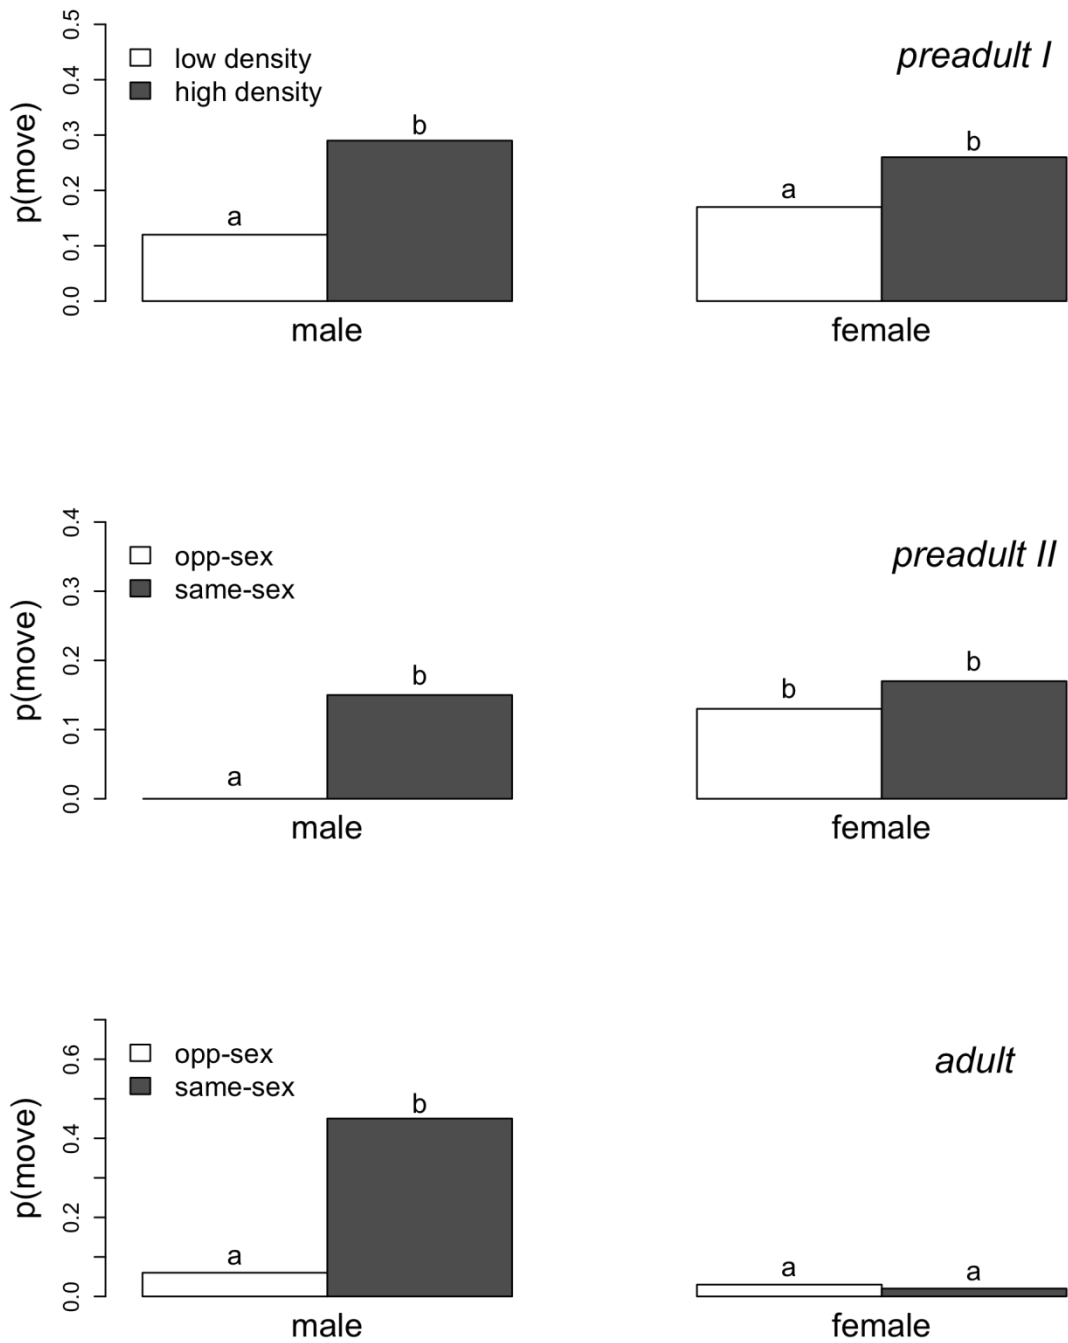 0.5
low density
preadult I
0.4
high density
0.3
b
b
p(move)
0.2
a
a
0.1
0.0
male
female
0.4
opp-sex
preadult II
same-sex
0.3
p(move)
0.2
b
b
b
0.1
a
0.0
male
female
opp-sex
adult
0.6
same-sex
b
0.4
p(move)
0.2
a
a
a
0.0
male
female